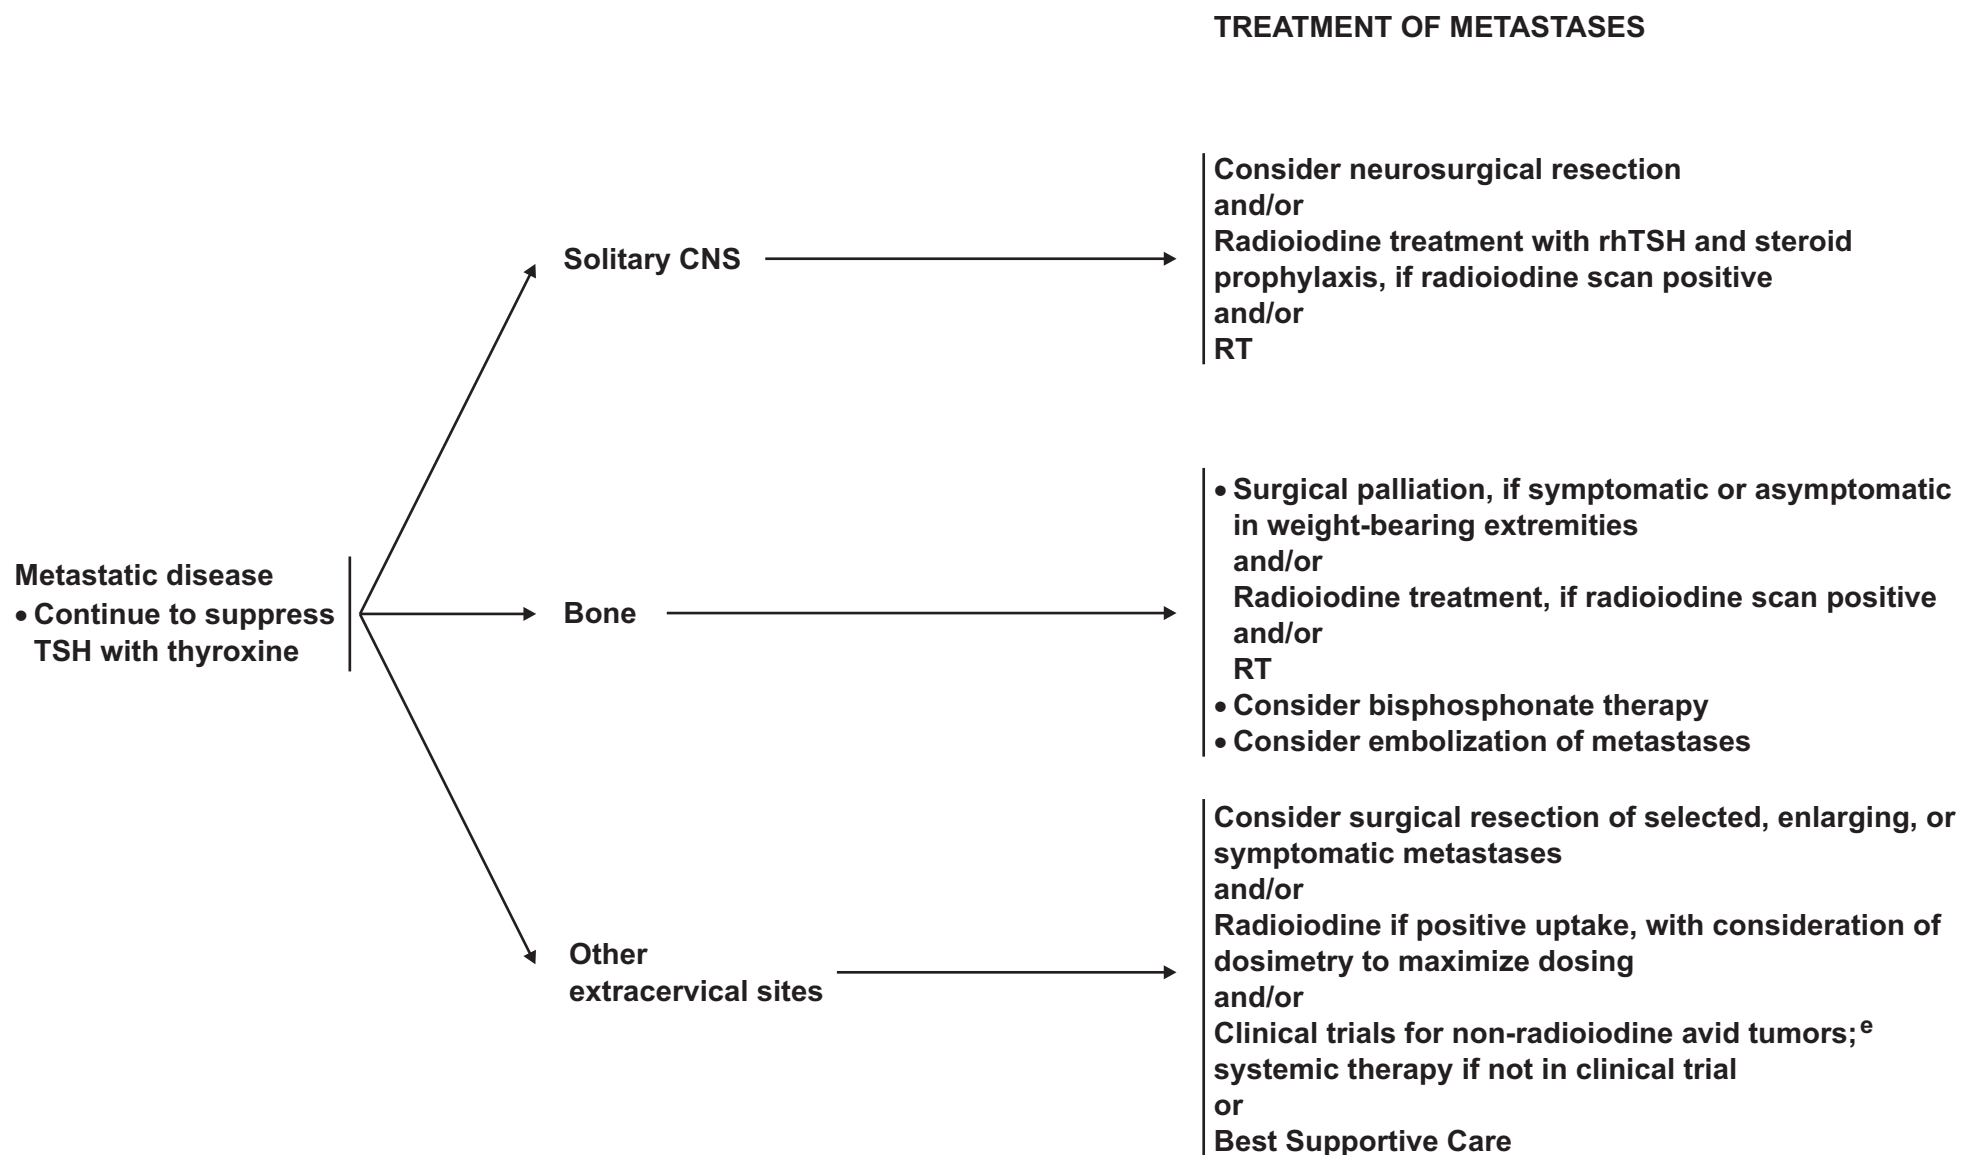 TREATMENT OF METASTASES
Metastatic disease
• Continue to suppress
TSH with thyroxine
Solitary CNS
Consider neurosurgical resection
and/or
Radioiodine treatment with rhTSH and steroid
prophylaxis, if radioiodine scan positive
and/or
RT
Bone
• Surgical palliation, if symptomatic or asymptomatic
in weight-bearing extremities
and/or
Radioiodine treatment, if radioiodine scan positive
and/or
RT
• Consider bisphosphonate therapy
• Consider embolization of metastases
Other
extracervical sites
Consider surgical resection of selected, enlarging, or
symptomatic metastases
and/or
Radioiodine if positive uptake, with consideration of
dosimetry to maximize dosing
and/or
Clinical trials for non-radioiodine avid tumors;e
systemic therapy if not in clinical trial
or
Best Supportive Care